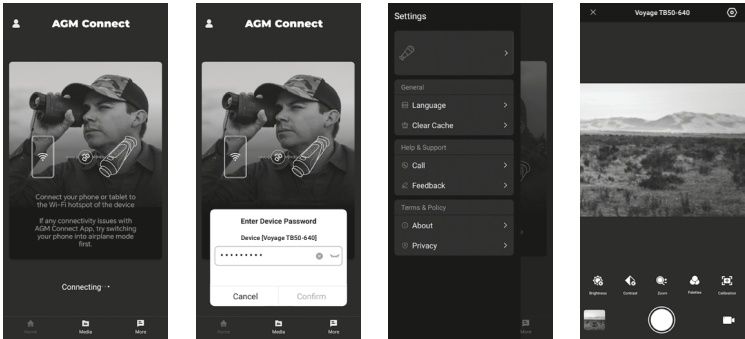 AGM Connect
Connect your phone or tablet to
the Wi-Fi hotspot of the device
If any connectivity issues with
AGM Connect App, try switching
your phone into airplane mode
first.
Connecting···
Home
Media
More
AGM Connect
Enter Device Password
Device [Voyage TB50-640]
Cancel
Confirm
Home
Media
More
Settings
General
Language
Clear Cache
Help & Support
Call
Feedback
Terms & Policy
About
Privacy
More
Voyage TB50-640
Brightness
Contrast
Zoom
Palettes
Calibration